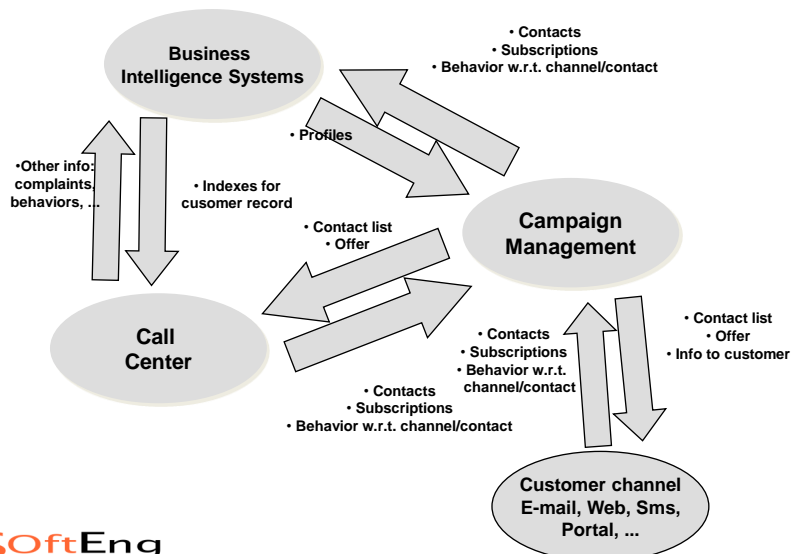 Business
Intelligence Systems
• Contacts
• Subscriptions
• Behavior w.r.t. channel/contact
• Profiles
•Other info:
complaints,
behaviors, ...
• Indexes for
cusomer record
• Contact list
• Offer
Campaign
Management
Call
Center
• Contacts
• Subscriptions
• Behavior w.r.t. channel/contact
• Contacts
• Subscriptions
• Behavior w.r.t.
channel/contact
• Contact list
• Offer
• Info to customer
Customer channel
E-mail, Web, Sms,
Portal, ...
SOftEng